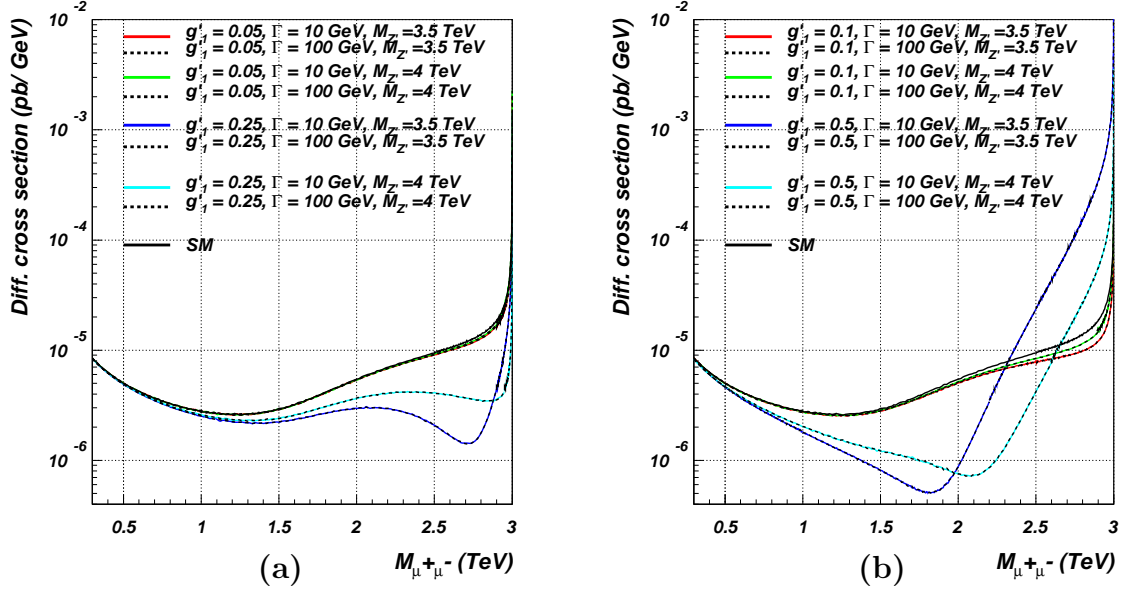 Diff. cross section (pb/ GeV)
10 -2
10 -3
10 -4
10 -5
10 -6
g'1 = 0.05, Γ = 10 GeV, MZ' =3.5 TeV
g'1 = 0.05, Γ = 100 GeV, MZ' =3.5 TeV
g'1 = 0.05, Γ = 10 GeV, MZ' =4 TeV
g'1 = 0.05, Γ = 100 GeV, MZ' =4 TeV
g'1 = 0.25, Γ = 10 GeV, MZ' =3.5 TeV
g'1 = 0.25, Γ = 100 GeV, MZ' =3.5 TeV
g'1 = 0.25, Γ = 10 GeV, MZ' =4 TeV
g'1 = 0.25, Γ = 100 GeV, MZ' =4 TeV
SM
0.5 1 1.5 2 2.5 3
(a) Mμ+μ- (TeV)
Diff. cross section (pb/ GeV)
10 -2
10 -3
10 -4
10 -5
10 -6
g'1 = 0.1, Γ = 10 GeV, MZ' =3.5 TeV
g'1 = 0.1, Γ = 100 GeV, MZ' =3.5 TeV
g'1 = 0.1, Γ = 10 GeV, MZ' =4 TeV
g'1 = 0.1, Γ = 100 GeV, MZ' =4 TeV
g'1 = 0.5, Γ = 10 GeV, MZ' =3.5 TeV
g'1 = 0.5, Γ = 100 GeV, MZ' =3.5 TeV
g'1 = 0.5, Γ = 10 GeV, MZ' =4 TeV
g'1 = 0.5, Γ = 100 GeV, MZ' =4 TeV
SM
0.5 1 1.5 2 2.5 3
(b) Mμ+μ- (TeV)